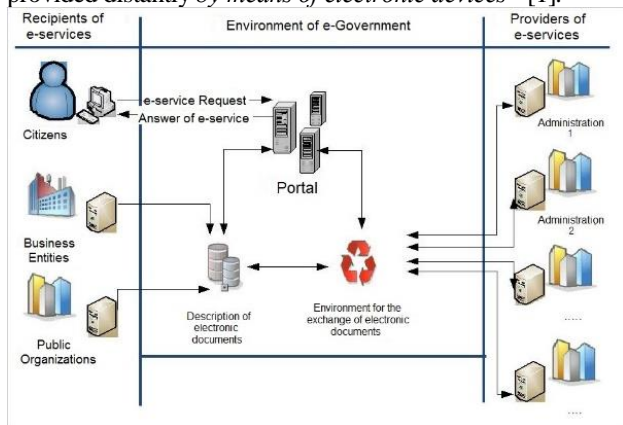 provided distantly by means of electronic devices" [1].
Recipients of
e-services
Environment of e-Government
Providers of
e-services
e-service Request
Answer of e-service
Citizens
Portal
Administration
1
Business
Entities
Administration
2
Description of
electronic
documents
Environment for the
exchange of electronic
documents
.....
Public
Organizations
....